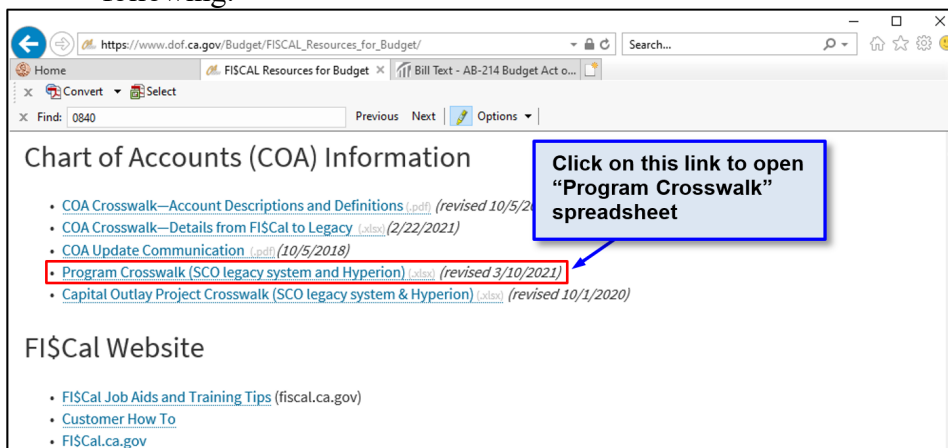 following:
https://www.dof.ca.gov/Budget/FISCAL_Resources_for_Budget/
Search...
Home
FISCAL Resources for Budget
Bill Text - AB-214 Budget Act o...
Convert
Select
Find: 0840
Previous Next
Options
Chart of Accounts (COA) Information
Click on this link to open
"Program Crosswalk"
spreadsheet
• COA Crosswalk—Account Descriptions and Definitions (.pdf) (revised 10/5/20
• COA Crosswalk—Details from FI$Cal to Legacy (.xlsx) (2/22/2021)
• COA Update Communication (.pdf) (10/5/2018)
• Program Crosswalk (SCO legacy system and Hyperion) (.xlsx) (revised 3/10/2021)
• Capital Outlay Project Crosswalk (SCO legacy system & Hyperion) (.xlsx) (revised 10/1/2020)
FI$Cal Website
• FI$Cal Job Aids and Training Tips (fiscal.ca.gov)
• Customer How To
• FI$Cal.ca.gov